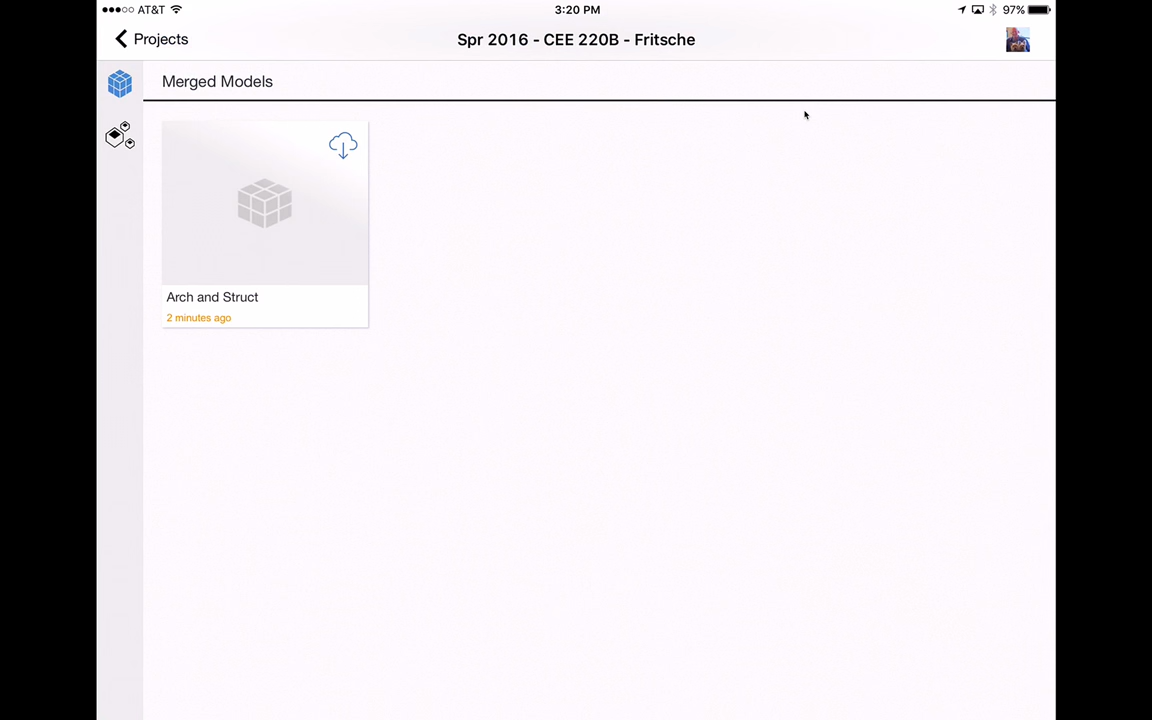 AT&T 3:20 PM 97%
Projects Spr 2016 - CEE 220B - Fritsche
Merged Models
Arch and Struct
2 minutes ago